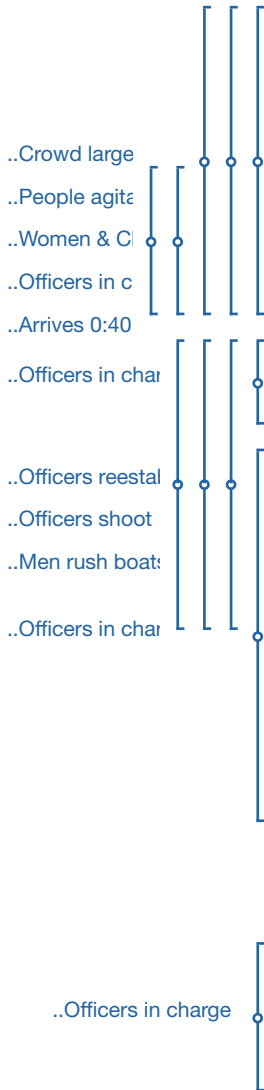 ..Crowd large
..People agita
..Women & C
..Officers in c
..Arrives 0:40
..Officers in char
..Officers reestal
..Officers shoot
..Men rush boats
..Officers in char
..Officers in charge